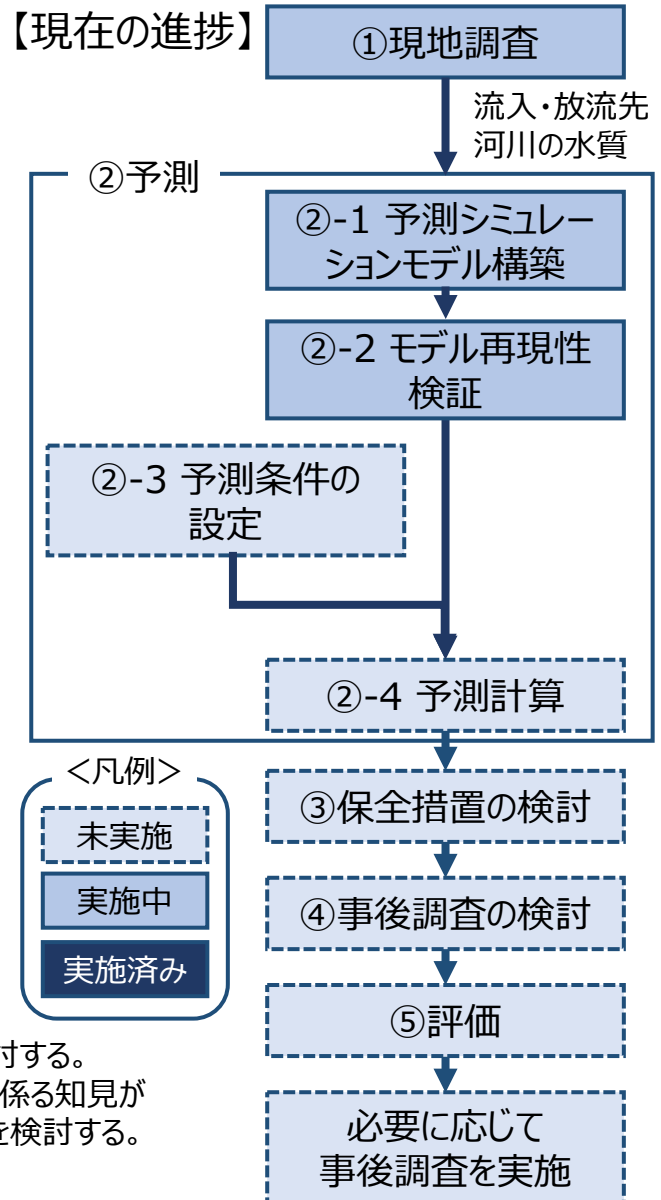 【現在の進捗】
①現地調査
流入・放流先
河川の水質
②予測
②-1 予測シミュレー
ションモデル構築
②-2 モデル再現性
検証
②-3 予測条件の
設定
②-4 予測計算
<凡例>
未実施
実施中
実施済み
③保全措置の検討
④事後調査の検討
⑤評価
必要に応じて
事後調査を実施
討する。
係る知見が
を検討する。